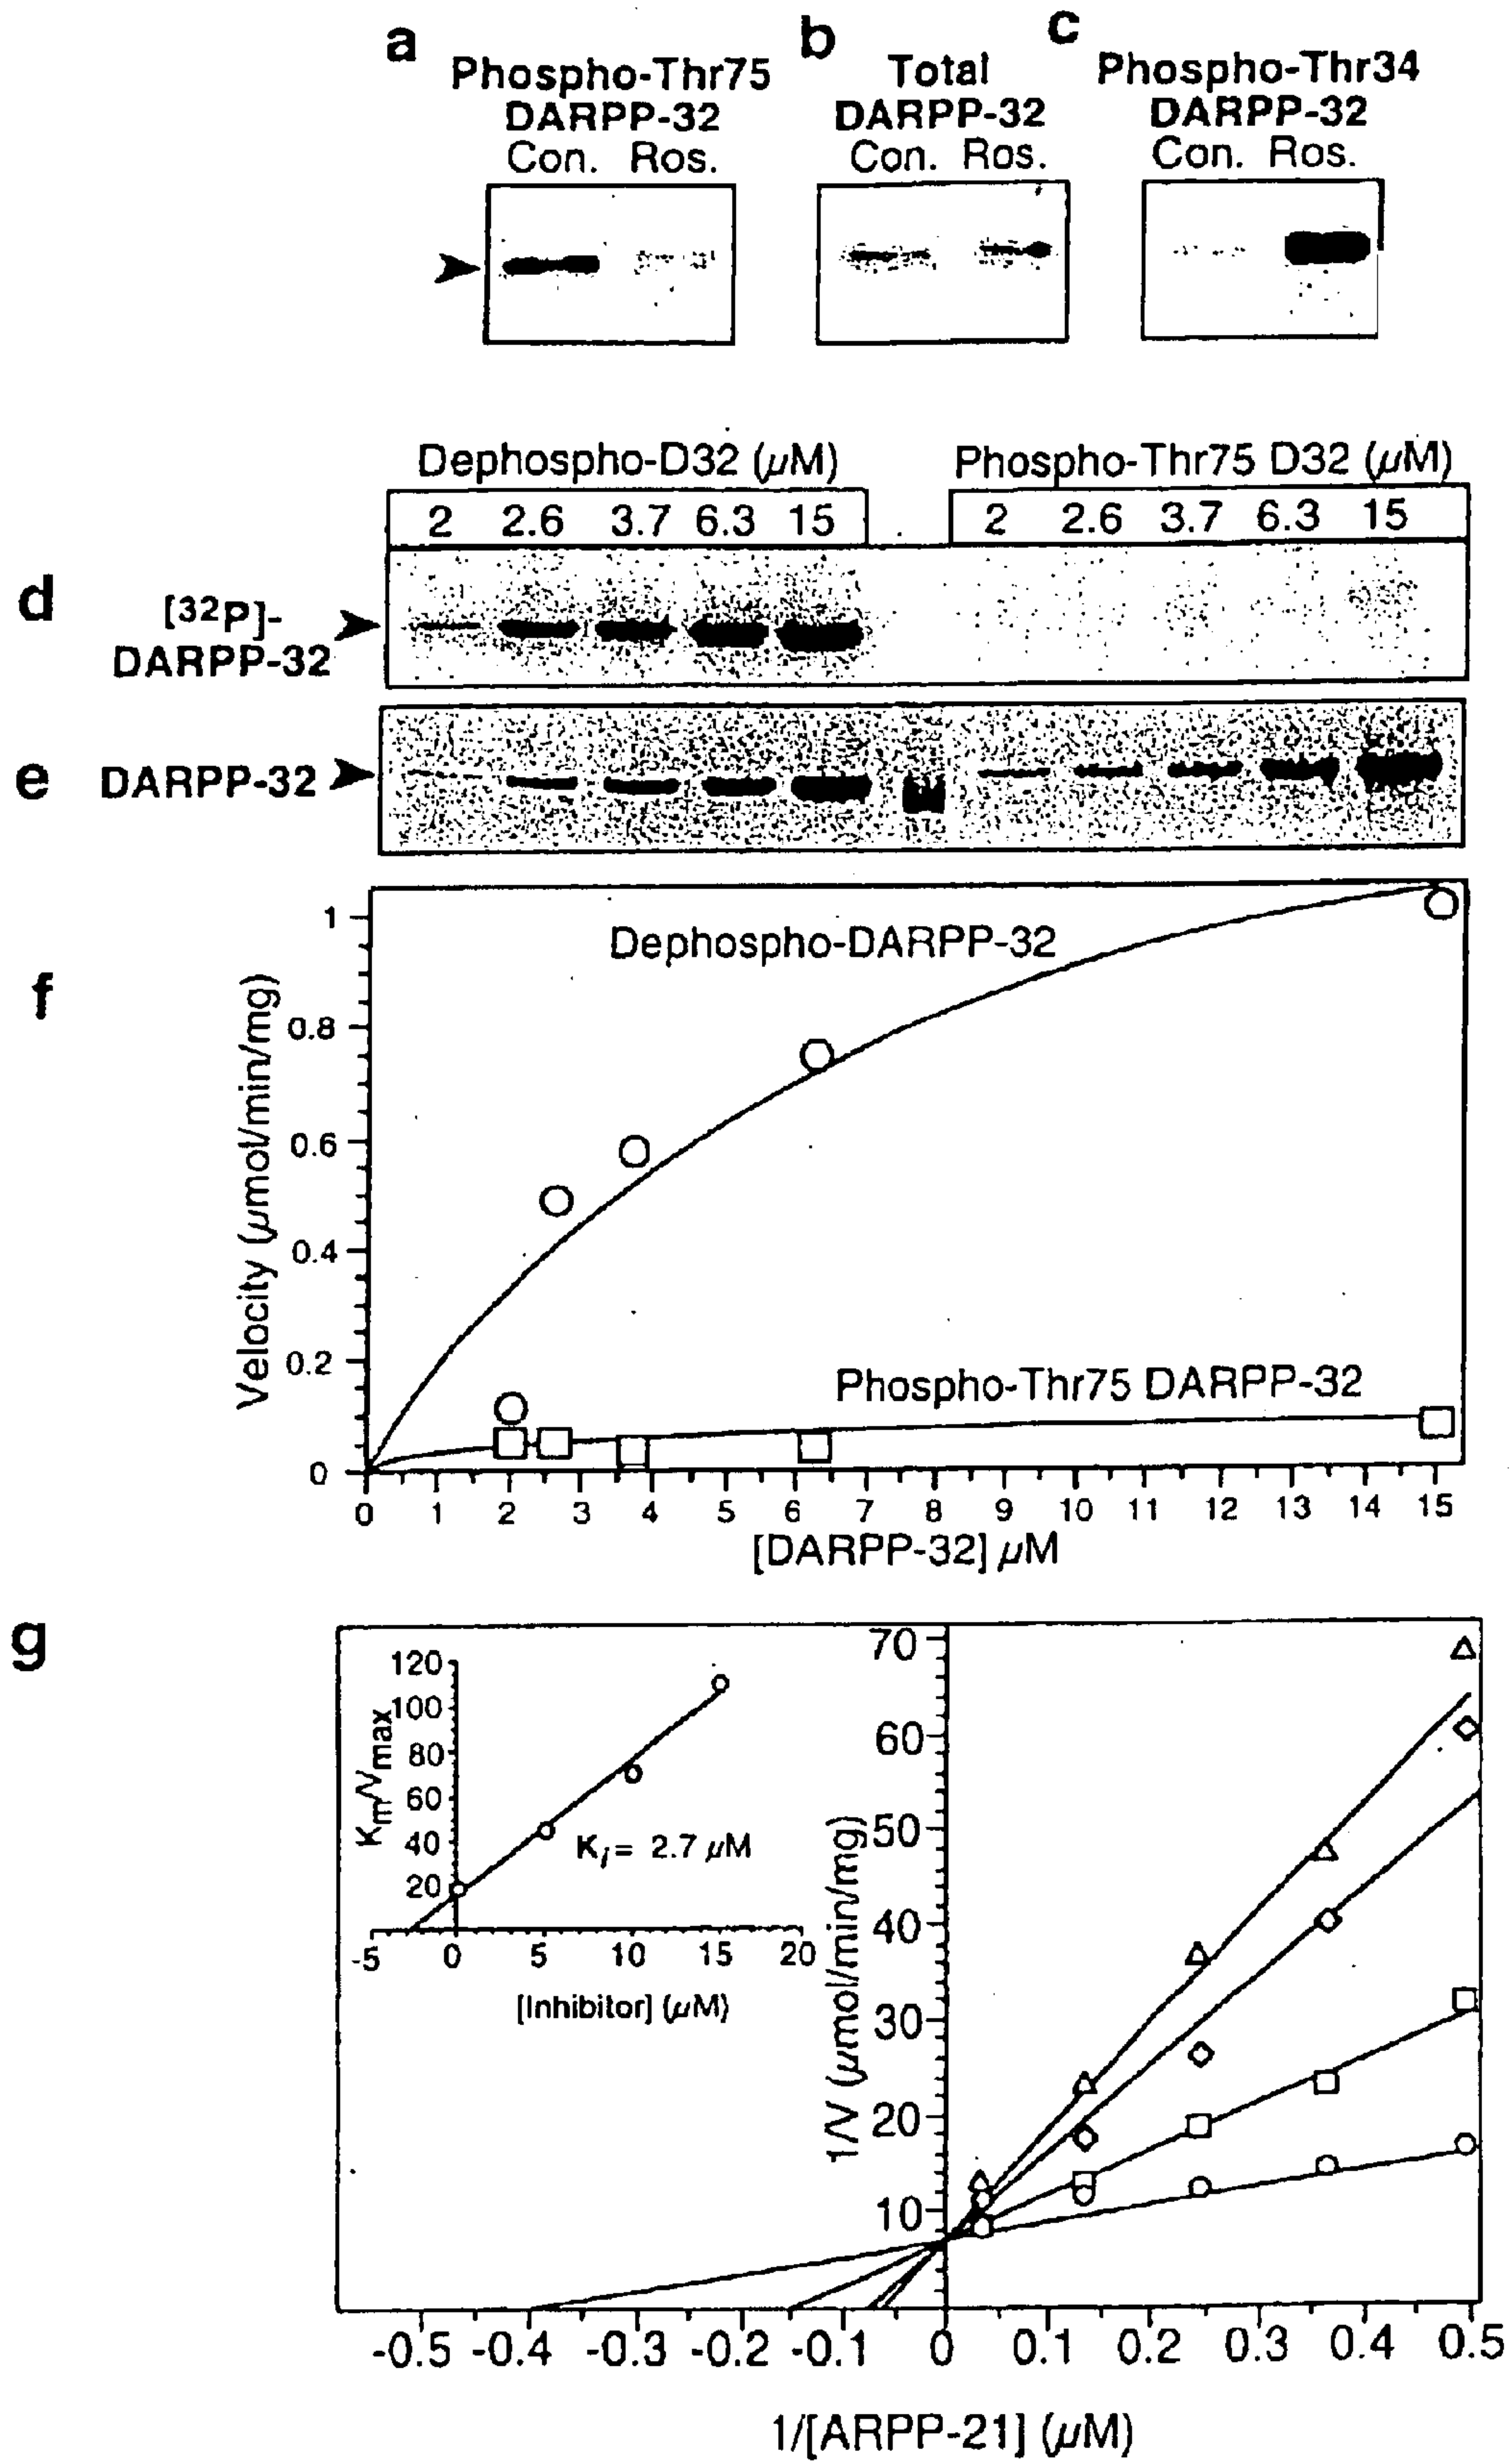 a
Phospho-Thr75
DARPP-32
Con. Ros.
b
Total
DARPP-32
Con. Ros.
c
Phospho-Thr34
DARPP-32
Con. Ros.
Dephospho-D32 (μM)
2 2.6 3.7 6.3 15
Phospho-Thr75 D32 (μM)
2 2.6 3.7 6.3 15
d
[32P]-
DARPP-32
e
DARPP-32
f
Velocity (μmol/min/mg)
1
0.8
0.6
0.4
0.2
0
Dephospho-DARPP-32
Phospho-Thr75 DARPP-32
0 1 2 3 4 5 6 7 8 9 10 11 12 13 14 15
[DARPP-32] μM
g
Km/Vmax
120
100
80
60
40
20
Ki = 2.7 μM
-5 0 5 10 15 20
[Inhibitor] (μM)
1/V (μmol/min/mg)
70
60
50
40
30
20
10
-0.5 -0.4 -0.3 -0.2 -0.1 0 0.1 0.2 0.3 0.4 0.5
1/[ARPP-21] (μM)